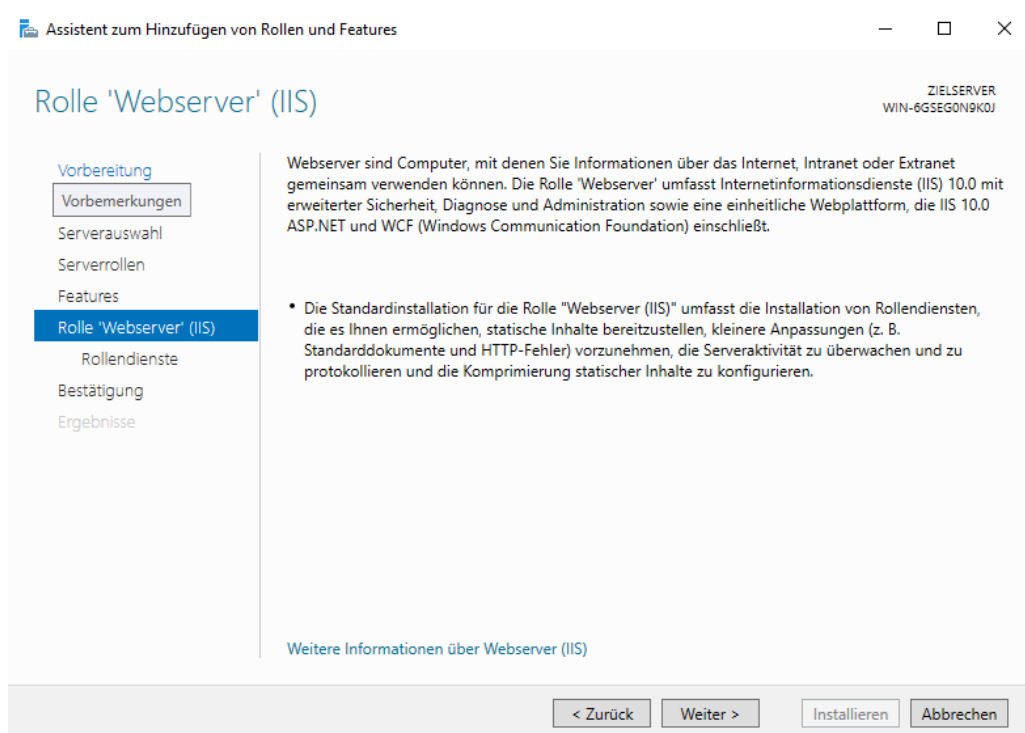 Assistent zum Hinzufügen von Rollen und Features
Rolle 'Webserver' (IIS)
ZIELSERVER
WIN-6GSEG0N9K0J
Vorbereitung
Vorbemerkungen
Serverauswahl
Serverrollen
Features
Rolle 'Webserver' (IIS)
Rollendienste
Bestätigung
Ergebnisse
Webserver sind Computer, mit denen Sie Informationen über das Internet, Intranet oder Extranet
gemeinsam verwenden können. Die Rolle 'Webserver' umfasst Internetinformationsdienste (IIS) 10.0 mit
erweiterter Sicherheit, Diagnose und Administration sowie eine einheitliche Webplattform, die IIS 10.0
ASP.NET und WCF (Windows Communication Foundation) einschließt.
• Die Standardinstallation für die Rolle "Webserver (IIS)" umfasst die Installation von Rollendiensten,
die es Ihnen ermöglichen, statische Inhalte bereitzustellen, kleinere Anpassungen (z. B.
Standarddokumente und HTTP-Fehler) vorzunehmen, die Serveraktivität zu überwachen und zu
protokollieren und die Komprimierung statischer Inhalte zu konfigurieren.
Weitere Informationen über Webserver (IIS)
< Zurück
Weiter >
Installieren
Abbrechen